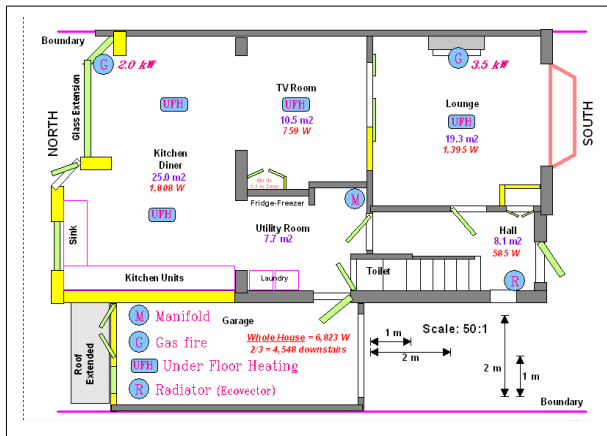 Boundary
G 2.0 kW
G 3.5 kW
Glass Extension
NORTH
SOUTH
UFH
TV Room
UFH
10.5 m2
759 W
Lounge
UFH
19.3 m2
1,395 W
Kitchen
Diner
25.0 m2
1,808 W
UFH
Fridge-Freezer
M
Sink
Utility Room
7.7 m2
Hall
8.1 m2
585 W
Kitchen Units
Laundry
Toilet
R
Roof
Extended
M Manifold
Garage
G Gas fire
UFH Under Floor Heating
R Radiator (Ecovector)
Whole House = 6,823 W
2/3 = 4,548 downstairs
1 m
2 m
Scale: 50:1
2 m
1 m
Boundary